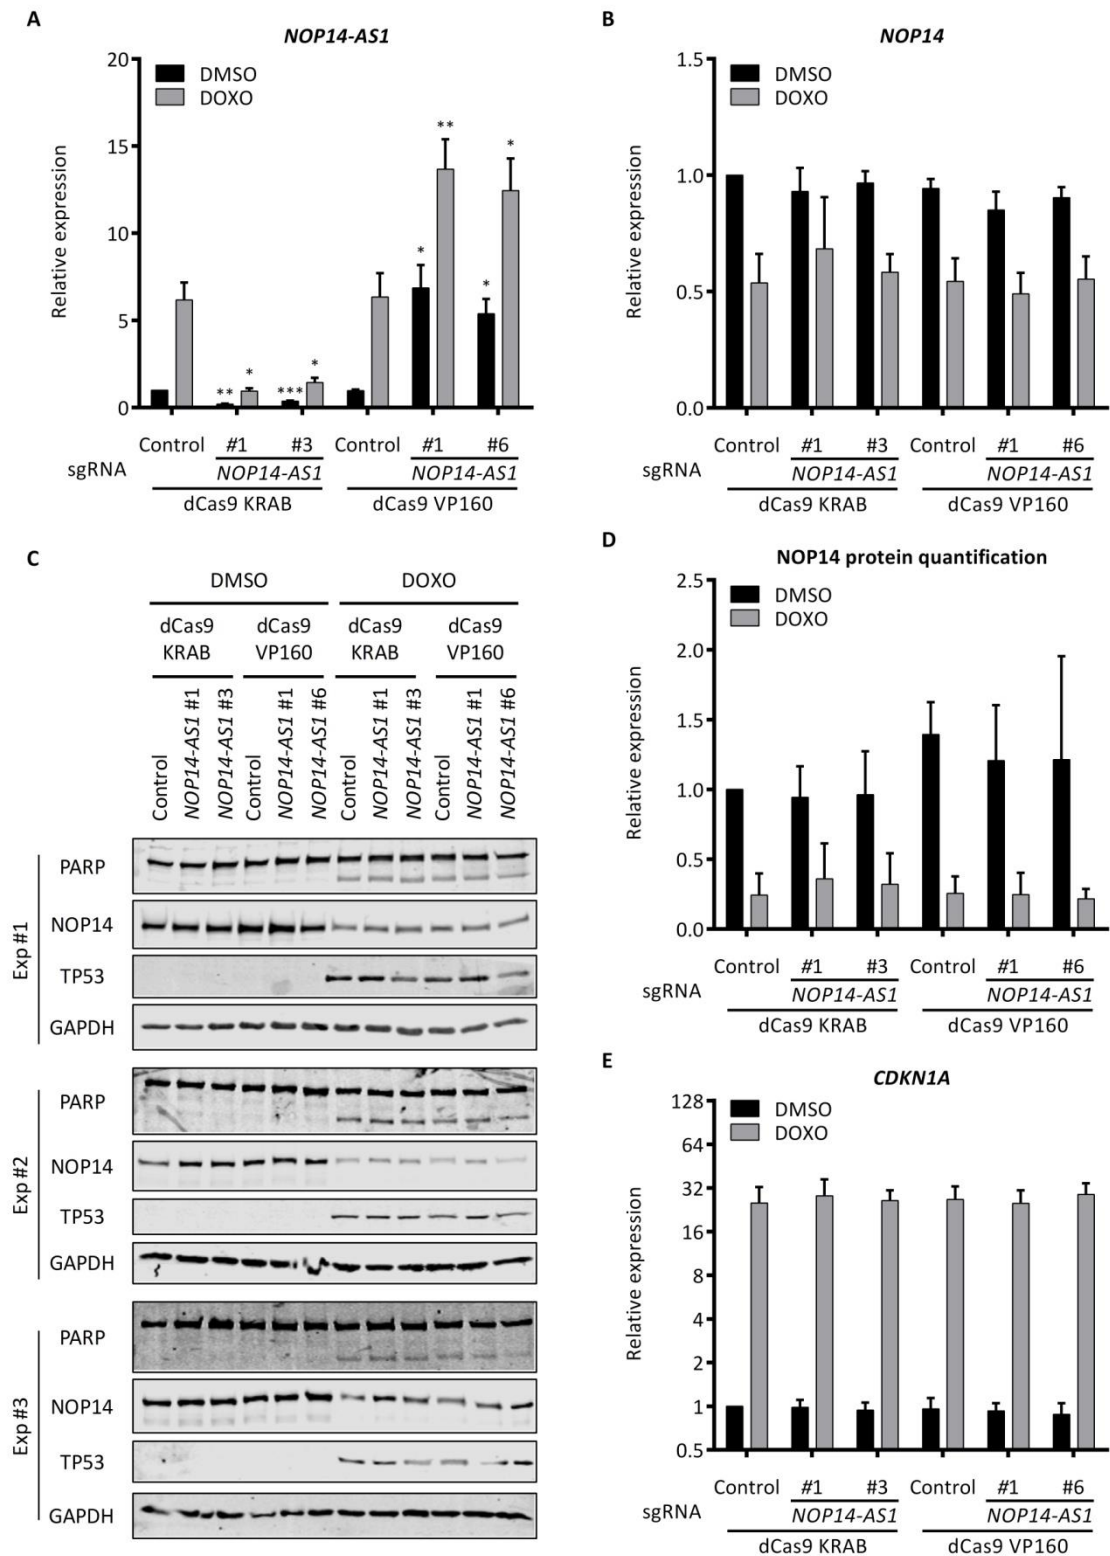 A
NOP14-AS1
20
15
10
5
0
Relative expression
DMSO
DOXO
** * *** * * ** * *
Control #1 #3 Control #1 #6
sgRNA NOP14-AS1 NOP14-AS1
dCas9 KRAB dCas9 VP160
B
NOP14
1.5
1.0
0.5
0.0
Relative expression
DMSO
DOXO
Control #1 #3 Control #1 #6
sgRNA NOP14-AS1 NOP14-AS1
dCas9 KRAB dCas9 VP160
C
DMSO DOXO
dCas9 KRAB dCas9 VP160 dCas9 KRAB dCas9 VP160
Control
NOP14-AS1 #1
NOP14-AS1 #3
Control
NOP14-AS1 #1
NOP14-AS1 #6
Control
NOP14-AS1 #1
NOP14-AS1 #3
Control
NOP14-AS1 #1
NOP14-AS1 #6
Exp #1
PARP
NOP14
TP53
GAPDH
Exp #2
PARP
NOP14
TP53
GAPDH
Exp #3
PARP
NOP14
TP53
GAPDH
D
NOP14 protein quantification
2.5
2.0
1.5
1.0
0.5
0.0
Relative expression
DMSO
DOXO
Control #1 #3 Control #1 #6
sgRNA NOP14-AS1 NOP14-AS1
dCas9 KRAB dCas9 VP160
E
CDKN1A
128
64
32
16
8
4
2
1
0.5
Relative expression
DMSO
DOXO
Control #1 #3 Control #1 #6
sgRNA NOP14-AS1 NOP14-AS1
dCas9 KRAB dCas9 VP160